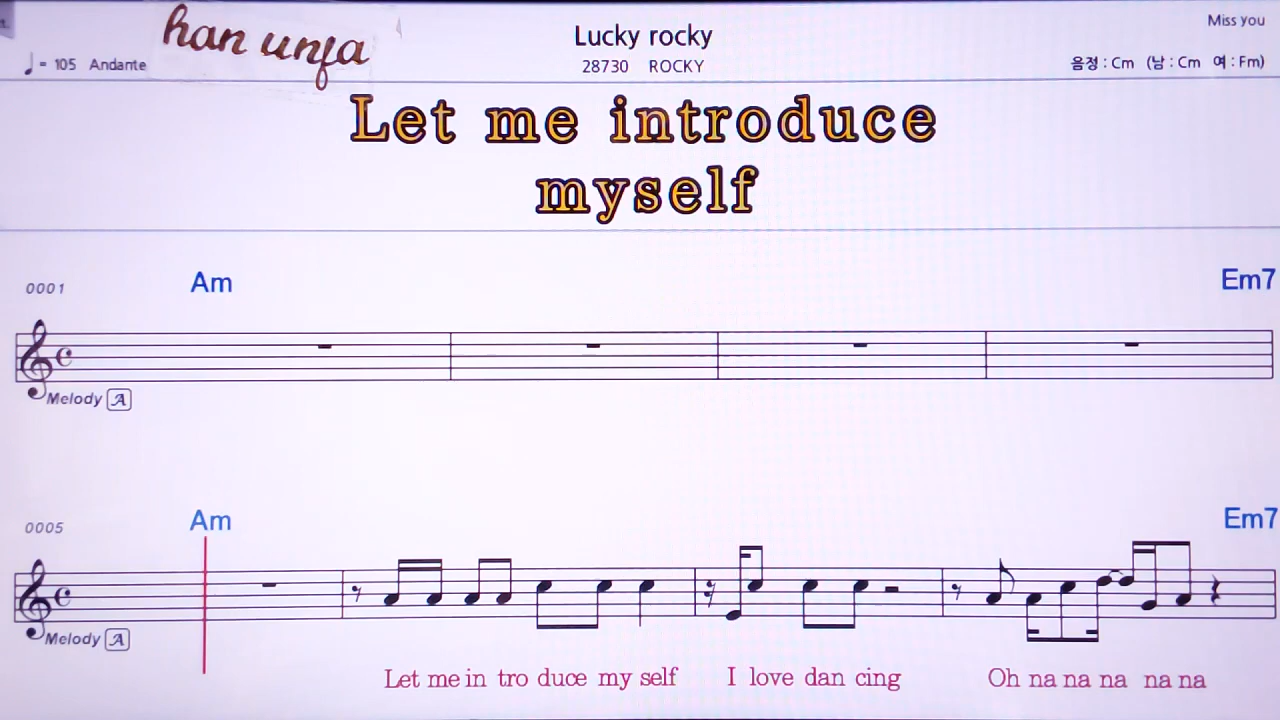 han unfa
Lucky rocky
Miss you
= 105 Andante
28730 ROCKY
음정 : Cm (남 : Cm 여 : Fm)
Let me introduce
myself
0001
Am
Em7
Melody A
0005
Am
Em7
Melody A
Let me in tro duce my self I love dan cing Oh na na na na na